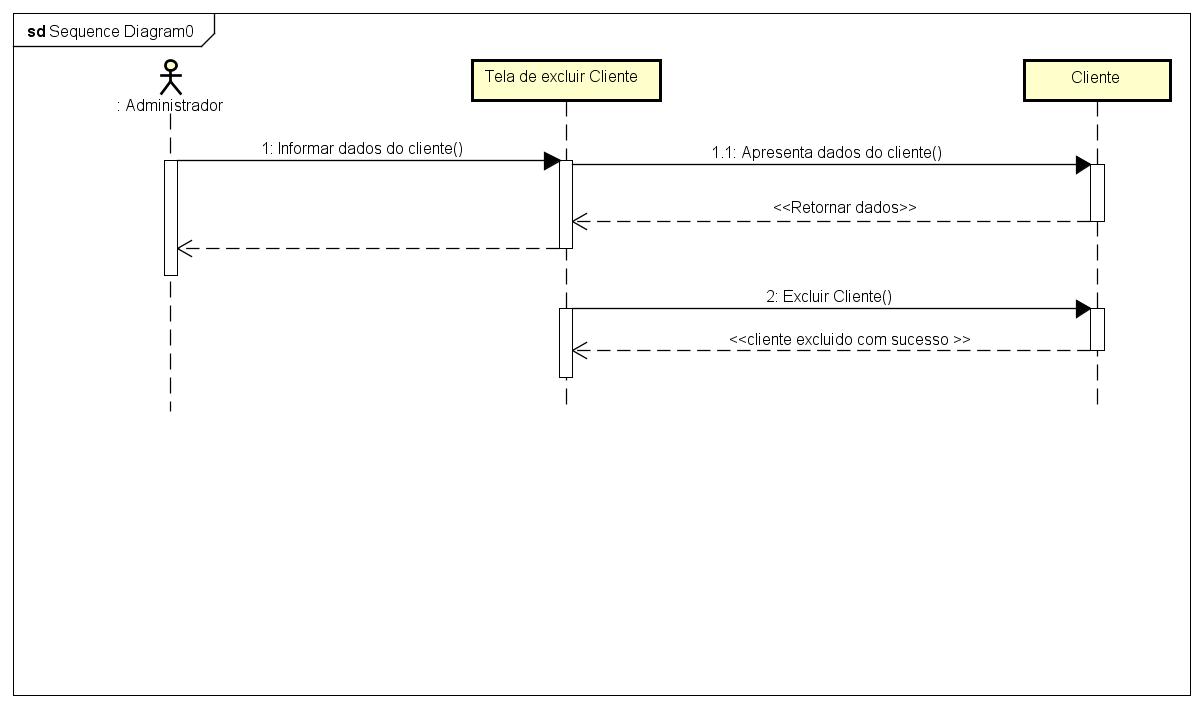 sd Sequence Diagram0
Tela de excluir Cliente
Cliente
: Administrador
1: Informar dados do cliente()
1.1: Apresenta dados do cliente()
<<Retornar dados>>
2: Excluir Cliente()
<<cliente excluido com sucesso >>